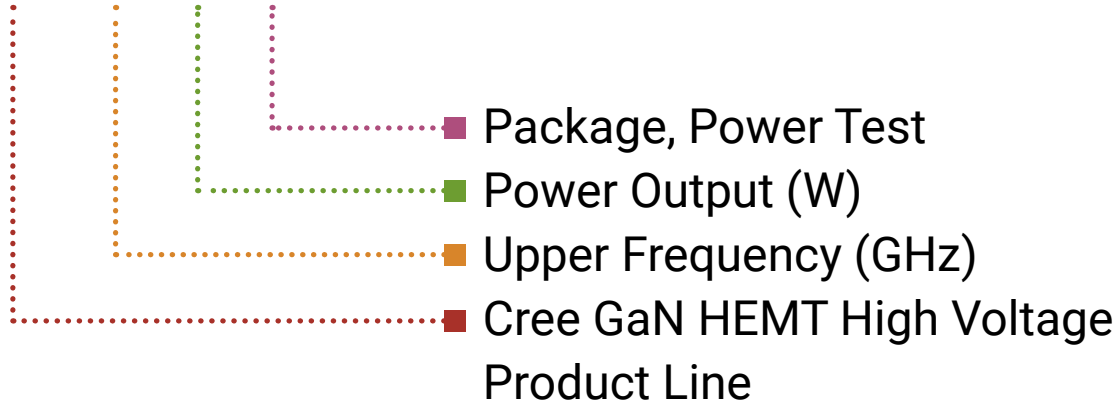 Package, Power Test
Power Output (W)
Upper Frequency (GHz)
Cree GaN HEMT High Voltage
Product Line